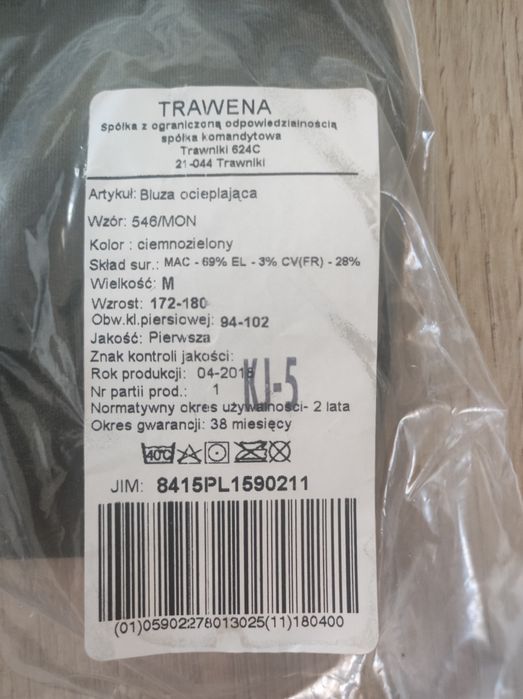 TRAWENA
Spółka z ograniczoną odpowiedzialnością
spółka komandytowa
Trawniki 624C
21-044 Trawniki
Artykuł: Bluza ocieplająca
Wzór: 546/MON
Kolor : ciemnozielony
Skład sur.: MAC - 69% EL - 3% CV(FR) - 28%
Wielkość: M
Wzrost: 172-180
Obw.kl.piersiowej: 94-102
Jakość: Pierwsza
Znak kontroli jakości:
KJ-5
Rok produkcji: 04-2018
Nr partii prod.: 1
Normatywny okres używalności- 2 lata
Okres gwarancji: 38 miesięcy
40°C
JIM: 8415PL1590211
(01)05902278013025(11)180400